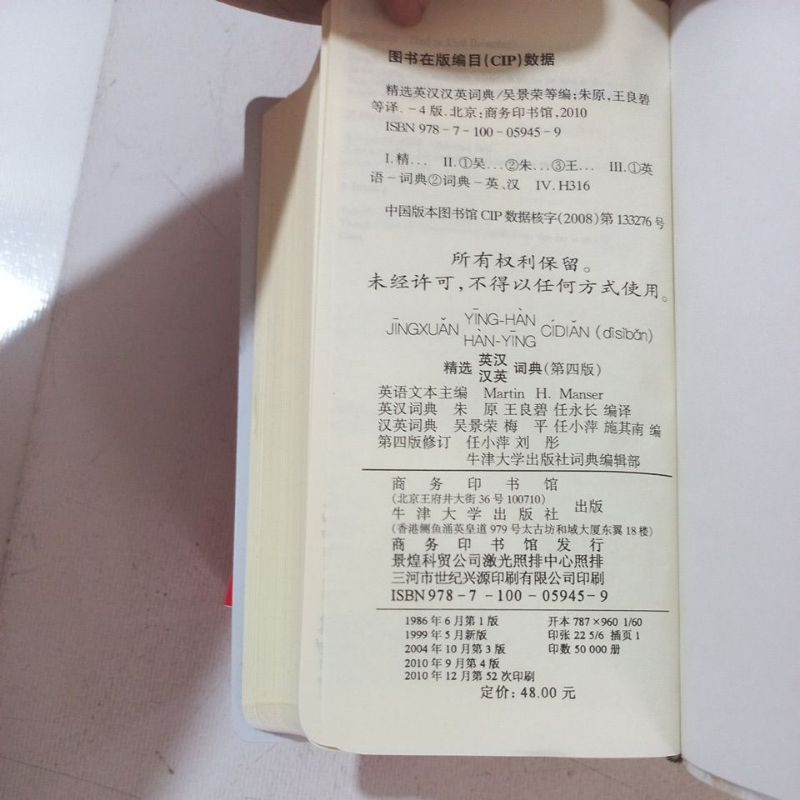 图书在版编目(CIP)数据
精选英汉汉英词典/吴景荣等编;朱原,王良碧
等译.－4版.北京:商务印书馆,2010
ISBN 978－7－100－05945－9
Ⅰ.精… Ⅱ.①吴…②朱…③王… Ⅲ.①英
语－词典②词典－英、汉 Ⅳ.H316
中国版本图书馆CIP数据核字(2008)第133276号
所有权利保留。
未经许可,不得以任何方式使用。
JĪNGXUǍN YĪNG-HÀN HÀN-YĪNG CÍDIǍN (dìsìbǎn)
精选 英汉 汉英 词典(第四版)
英语文本主编 Martin H. Manser
英汉词典 朱 原 王良碧 任永长 编译
汉英词典 吴景荣 梅 平 任小萍 施其南 编
第四版修订 任小萍 刘 彤
牛津大学出版社词典编辑部
商务印书馆
(北京王府井大街36号 100710)
牛津大学出版社 出版
(香港鲗鱼涌英皇道979号太古坊和域大厦东翼18楼)
商务印书馆发行
景煌科贸公司激光照排中心照排
三河市世纪兴源印刷有限公司印刷
ISBN 978－7－100－05945－9
1986年6月第1版 开本 787×960 1/60
1999年5月新版 印张 22 5/6 插页 1
2004年10月第3版 印数 50 000 册
2010年9月第4版
2010年12月第52次印刷
定价: 48.00 元